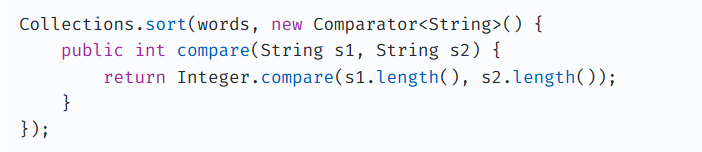 Collections.sort(words, new Comparator<String>() {
    public int compare(String s1, String s2) {
        return Integer.compare(s1.length(), s2.length());
    }
});